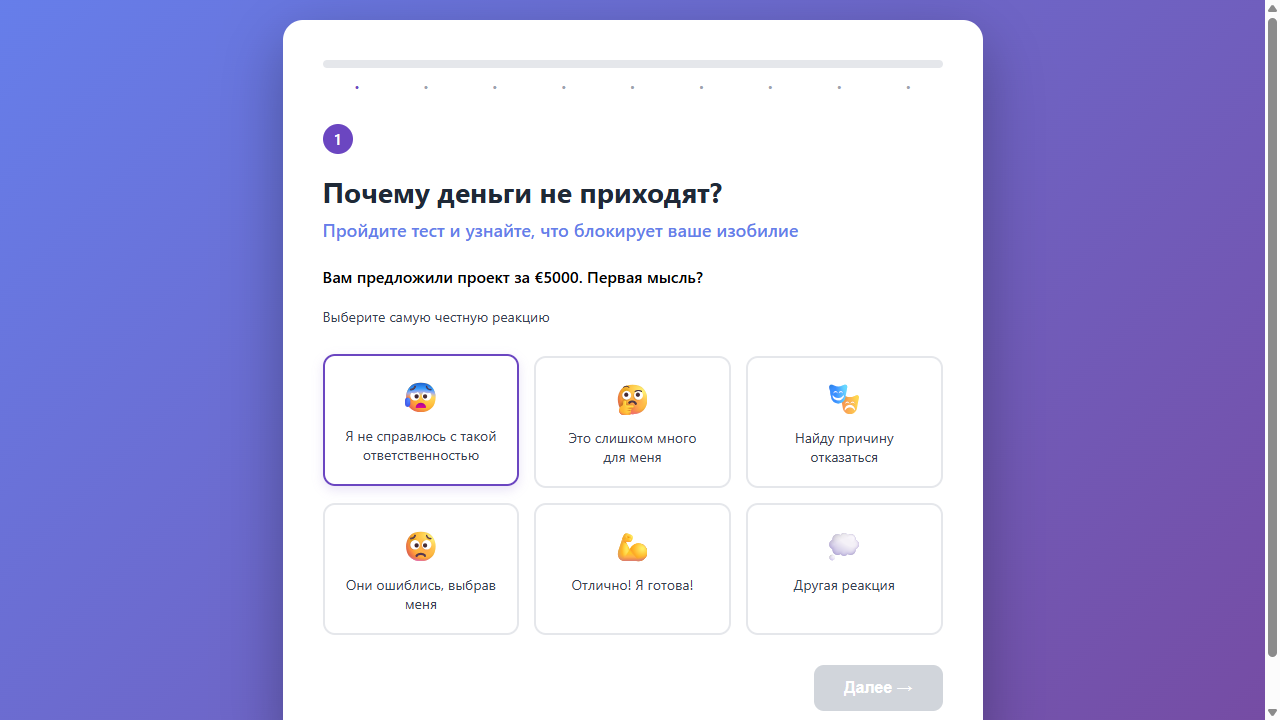 1
Почему деньги не приходят?
Пройдите тест и узнайте, что блокирует ваше изобилие
Вам предложили проект за €5000. Первая мысль?
Выберите самую честную реакцию
Я не справлюсь с такой
ответственностью
Это слишком много
для меня
Найду причину
отказаться
Они ошиблись, выбрав
меня
Отлично! Я готова!
Другая реакция
Далее →